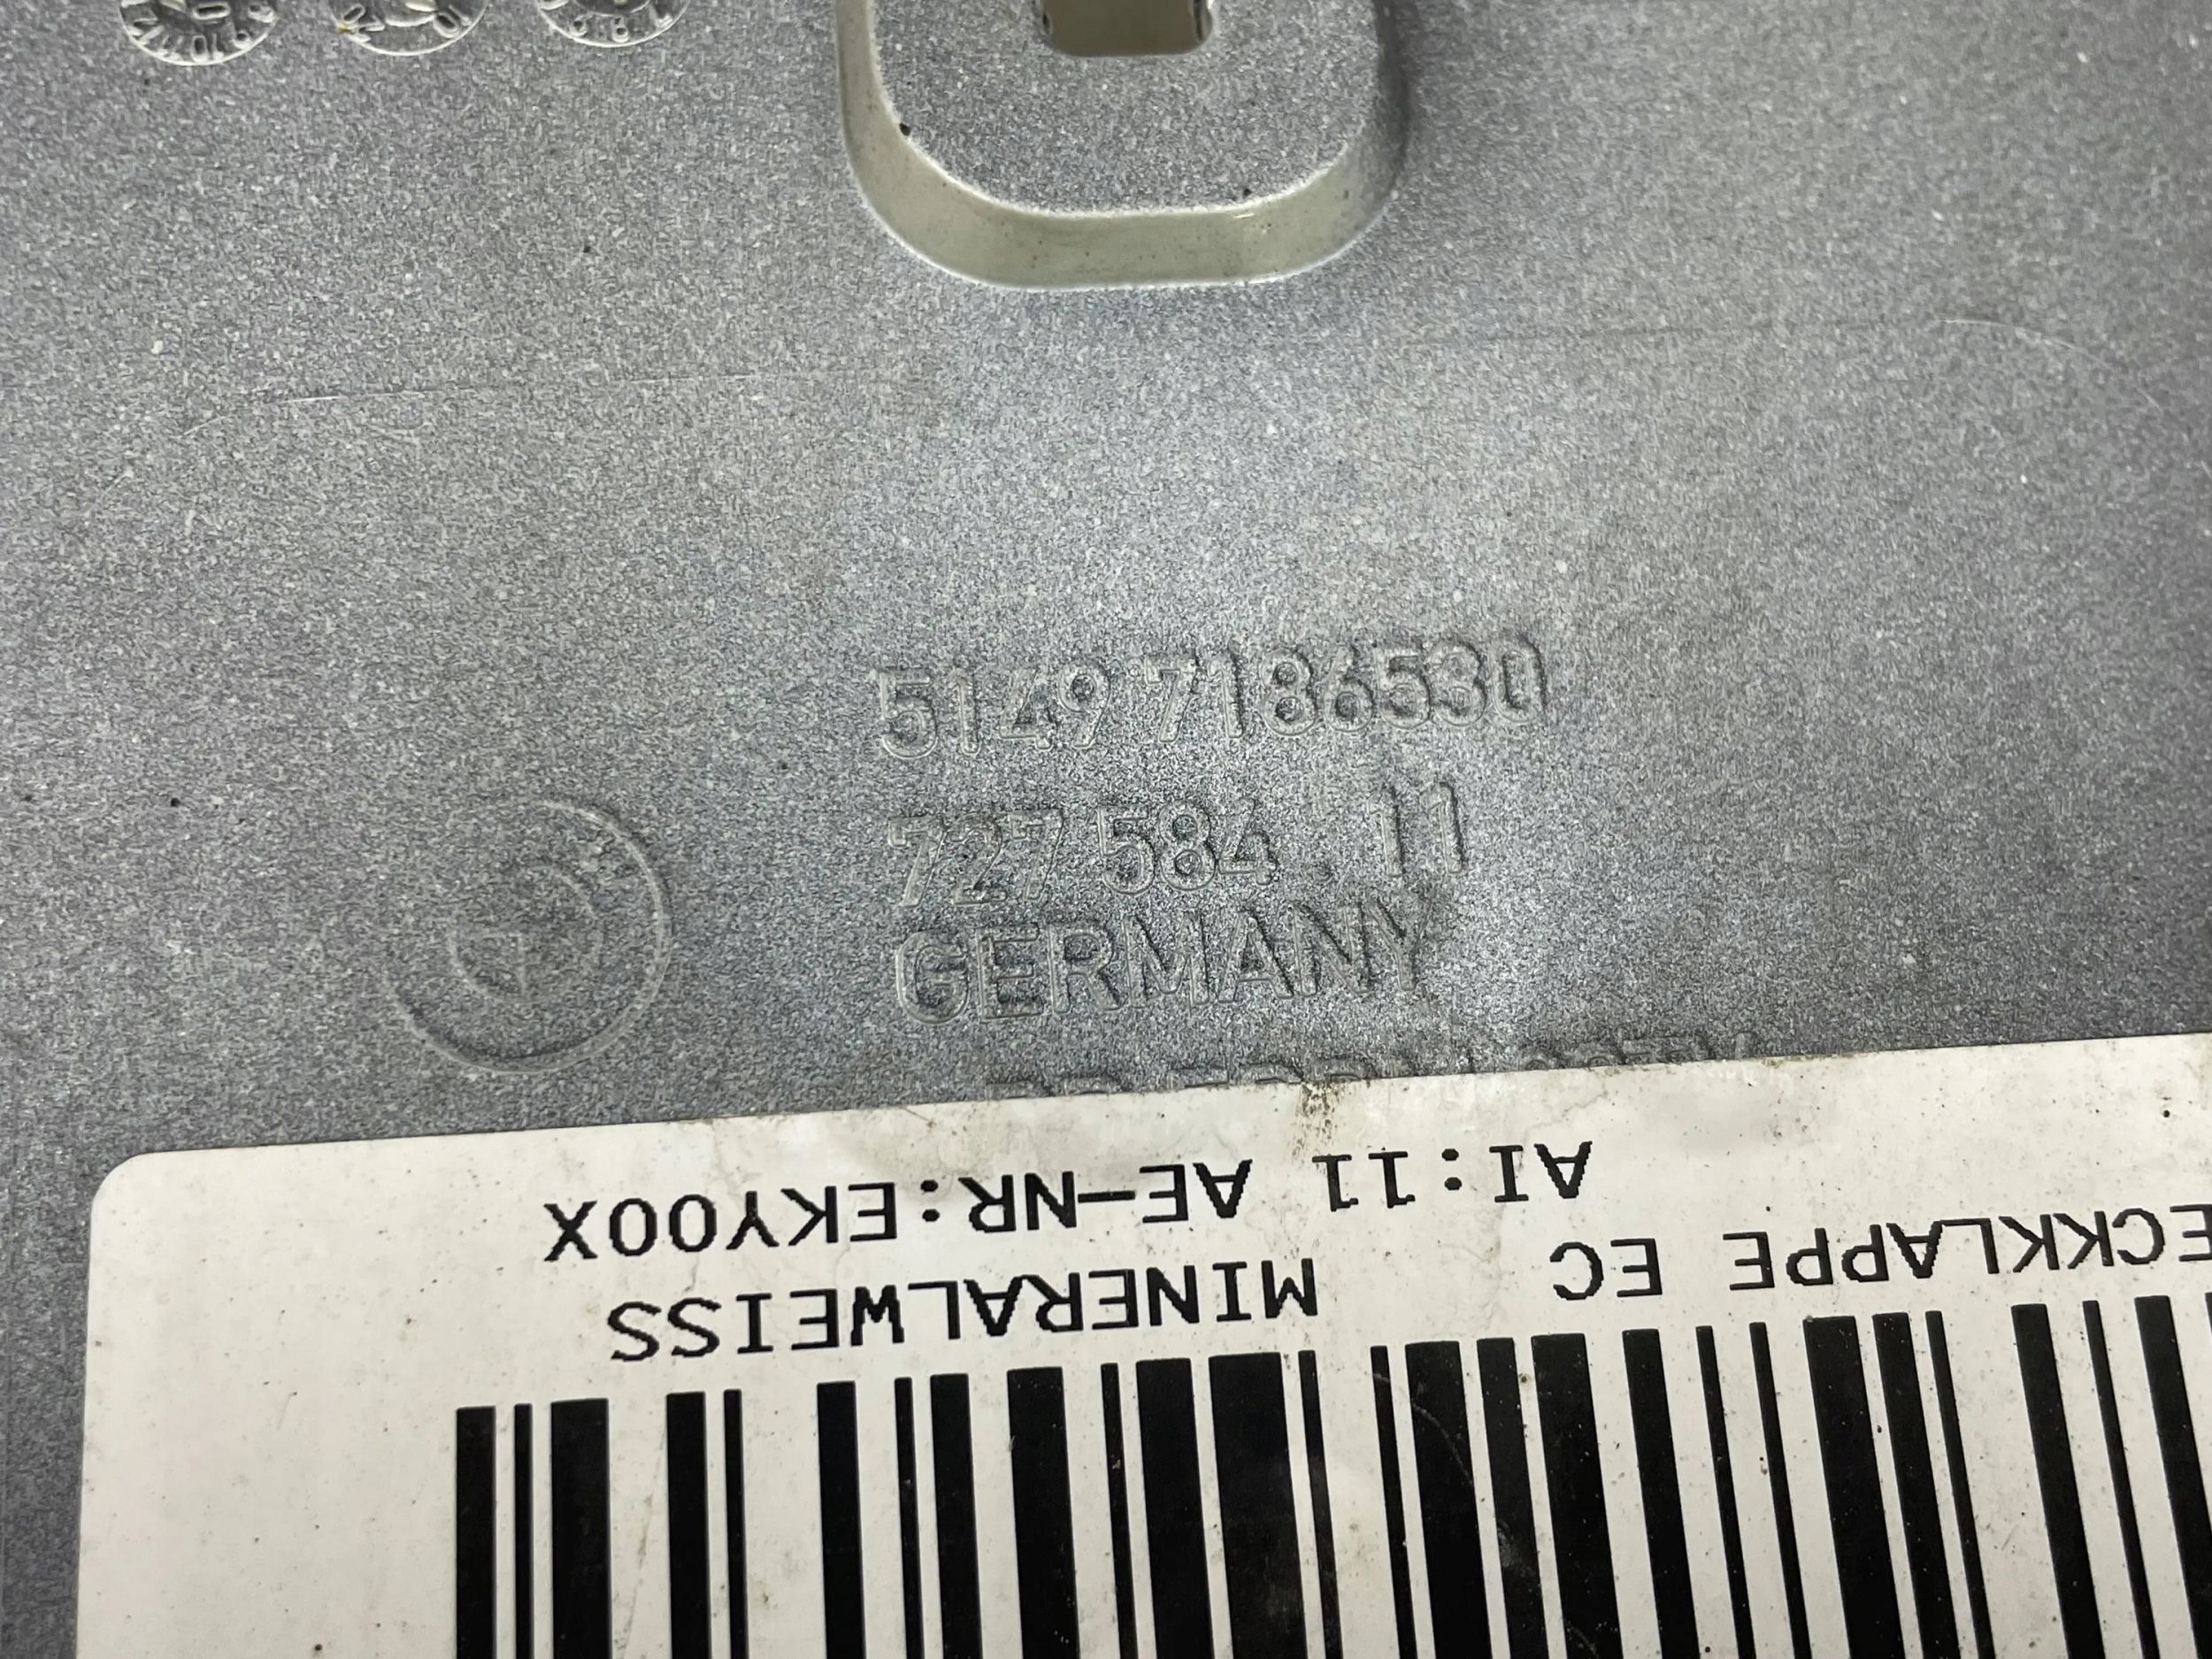 5149 7186530
727 584 . 11
GERMANY
MINERALWEISS
ECKKLAPPE EC
AI:11 AE-NR:EKY00X